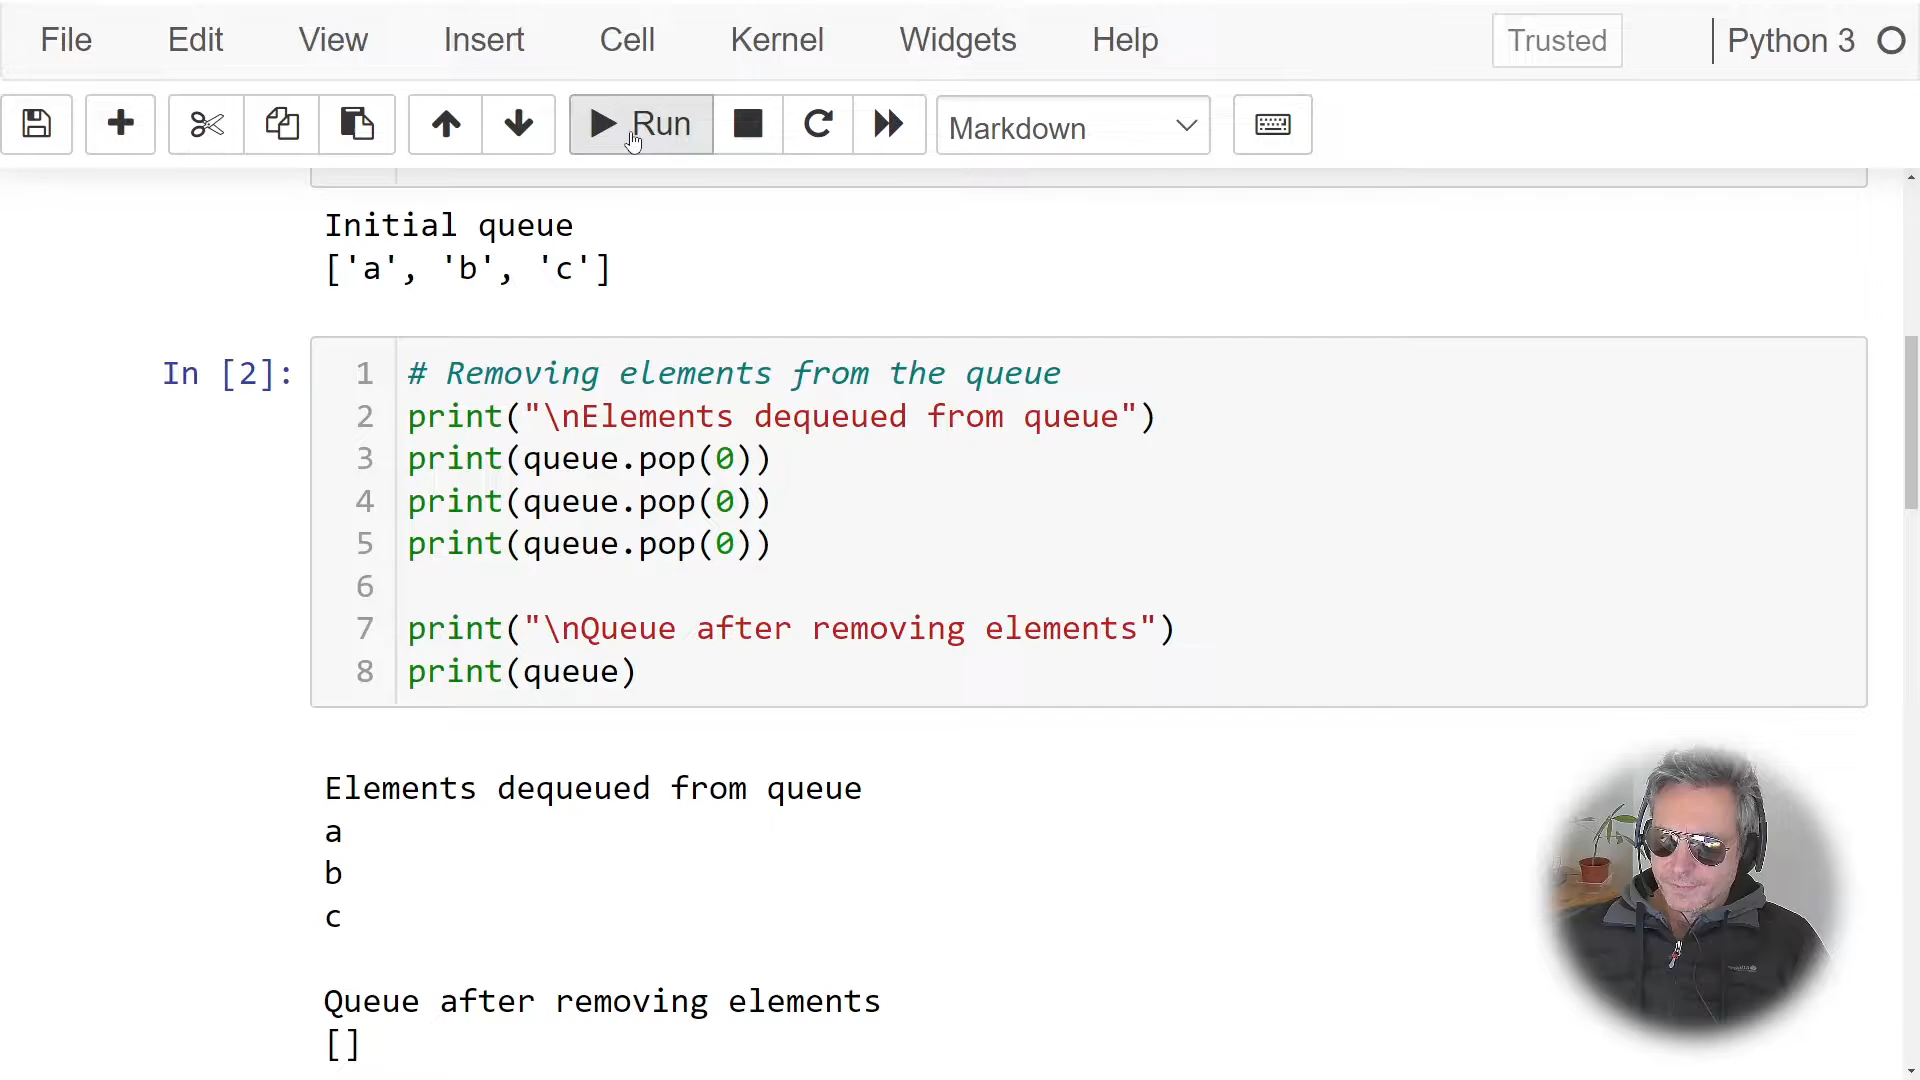 File Edit View Insert Cell Kernel Widgets Help Trusted Python 3
Run Markdown
Initial queue
['a', 'b', 'c']
In [2]:
1 # Removing elements from the queue
2 print("\nElements dequeued from queue")
3 print(queue.pop(0))
4 print(queue.pop(0))
5 print(queue.pop(0))
6
7 print("\nQueue after removing elements")
8 print(queue)
Elements dequeued from queue
a
b
c
Queue after removing elements
[]